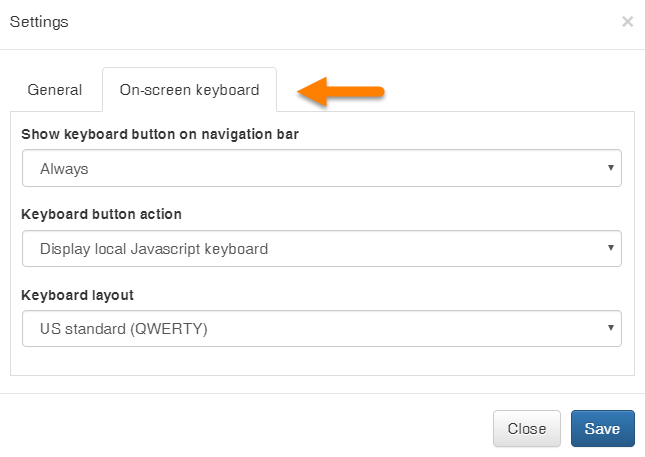 Settings ×
General On-screen keyboard
Show keyboard button on navigation bar
Always
Keyboard button action
Display local Javascript keyboard
Keyboard layout
US standard (QWERTY)
Close Save